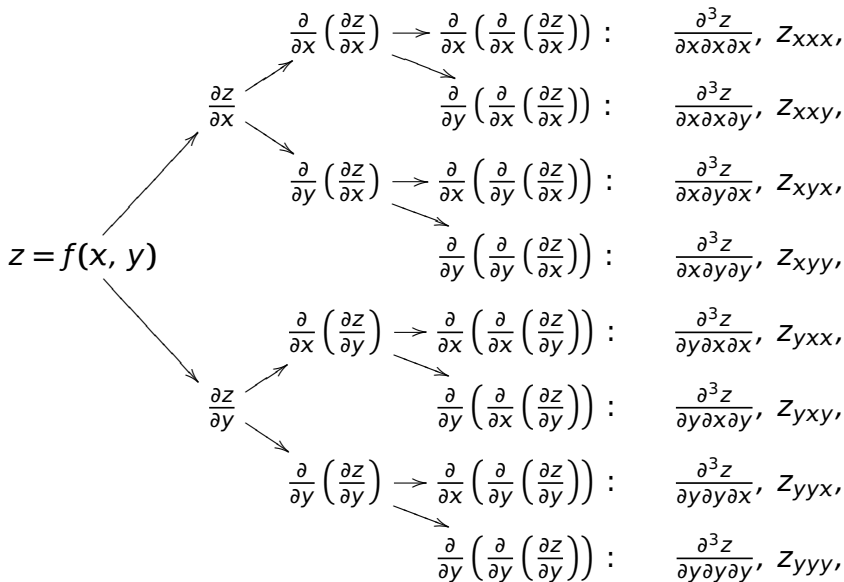 ∂/∂x (∂z/∂x) → ∂/∂x (∂/∂x (∂z/∂x)) : ∂³z/∂x∂x∂x, z_xxx,
∂z/∂x ∂/∂y (∂/∂x (∂z/∂x)) : ∂³z/∂x∂x∂y, z_xxy,
∂/∂y (∂z/∂x) → ∂/∂x (∂/∂y (∂z/∂x)) : ∂³z/∂x∂y∂x, z_xyx,
z = f(x, y) ∂/∂y (∂/∂y (∂z/∂x)) : ∂³z/∂x∂y∂y, z_xyy,
∂/∂x (∂z/∂y) → ∂/∂x (∂/∂x (∂z/∂y)) : ∂³z/∂y∂x∂x, z_yxx,
∂z/∂y ∂/∂y (∂/∂x (∂z/∂y)) : ∂³z/∂y∂x∂y, z_yxy,
∂/∂y (∂z/∂y) → ∂/∂x (∂/∂y (∂z/∂y)) : ∂³z/∂y∂y∂x, z_yyx,
∂/∂y (∂/∂y (∂z/∂y)) : ∂³z/∂y∂y∂y, z_yyy,